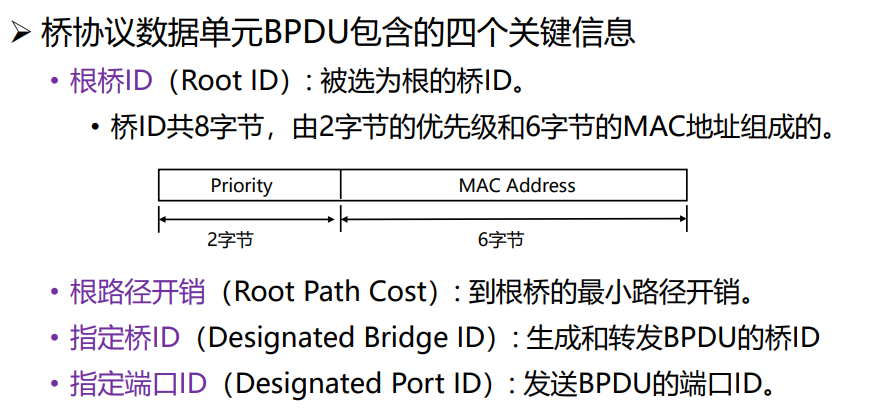 ➢ 桥协议数据单元BPDU包含的四个关键信息
• 根桥ID（Root ID）: 被选为根的桥ID。
• 桥ID共8字节，由2字节的优先级和6字节的MAC地址组成的。
Priority MAC Address
2字节 6字节
• 根路径开销（Root Path Cost）: 到根桥的最小路径开销。
• 指定桥ID（Designated Bridge ID）: 生成和转发BPDU的桥ID
• 指定端口ID（Designated Port ID）: 发送BPDU的端口ID。